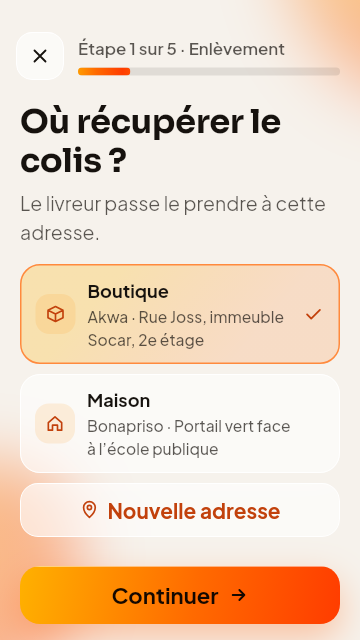 Étape 1 sur 5 · Enlèvement
Où récupérer le
colis ?
Le livreur passe le prendre à cette
adresse.
Boutique
Akwa · Rue Joss, immeuble
Socar, 2e étage
Maison
Bonapriso · Portail vert face
à l’école publique
Nouvelle adresse
Continuer →